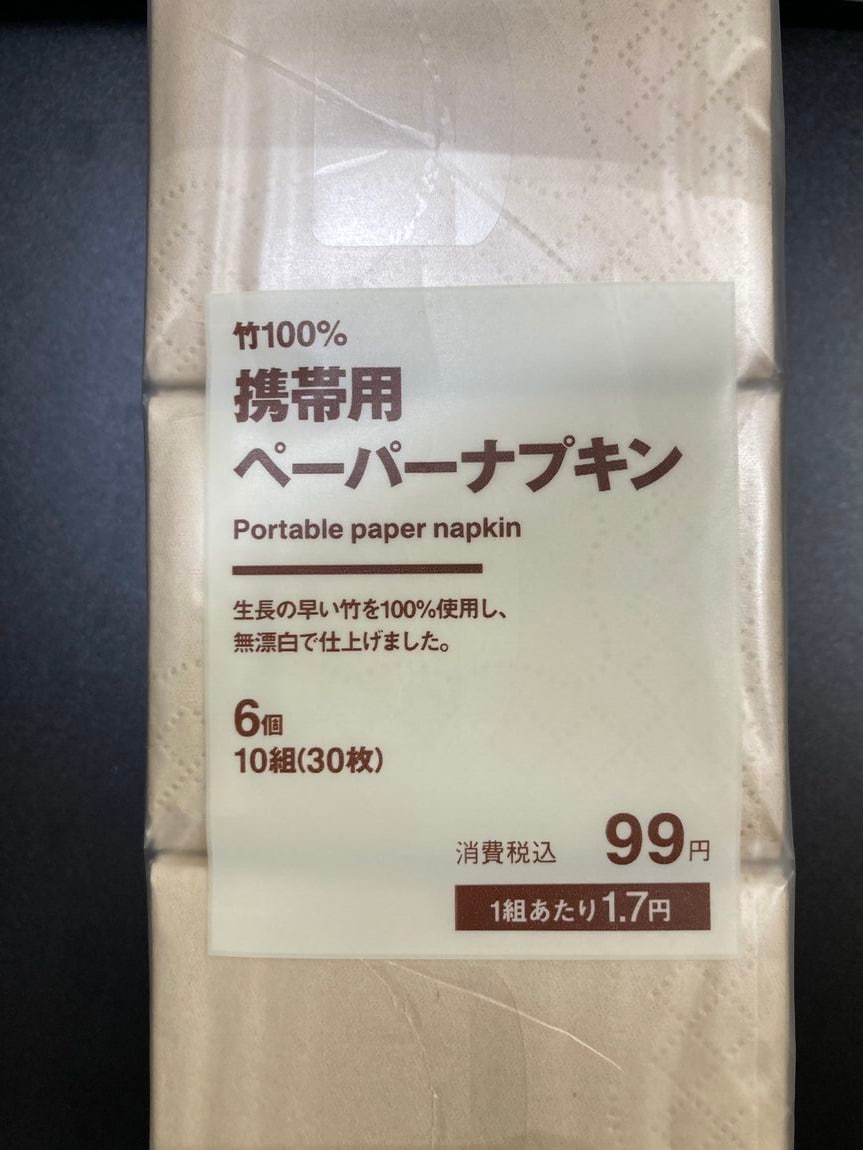 竹100%
携帯用
ペーパーナプキン
Portable paper napkin
生長の早い竹を100%使用し、
無漂白で仕上げました。
6個
10組(30枚)
消費税込 99円
1組あたり1.7円